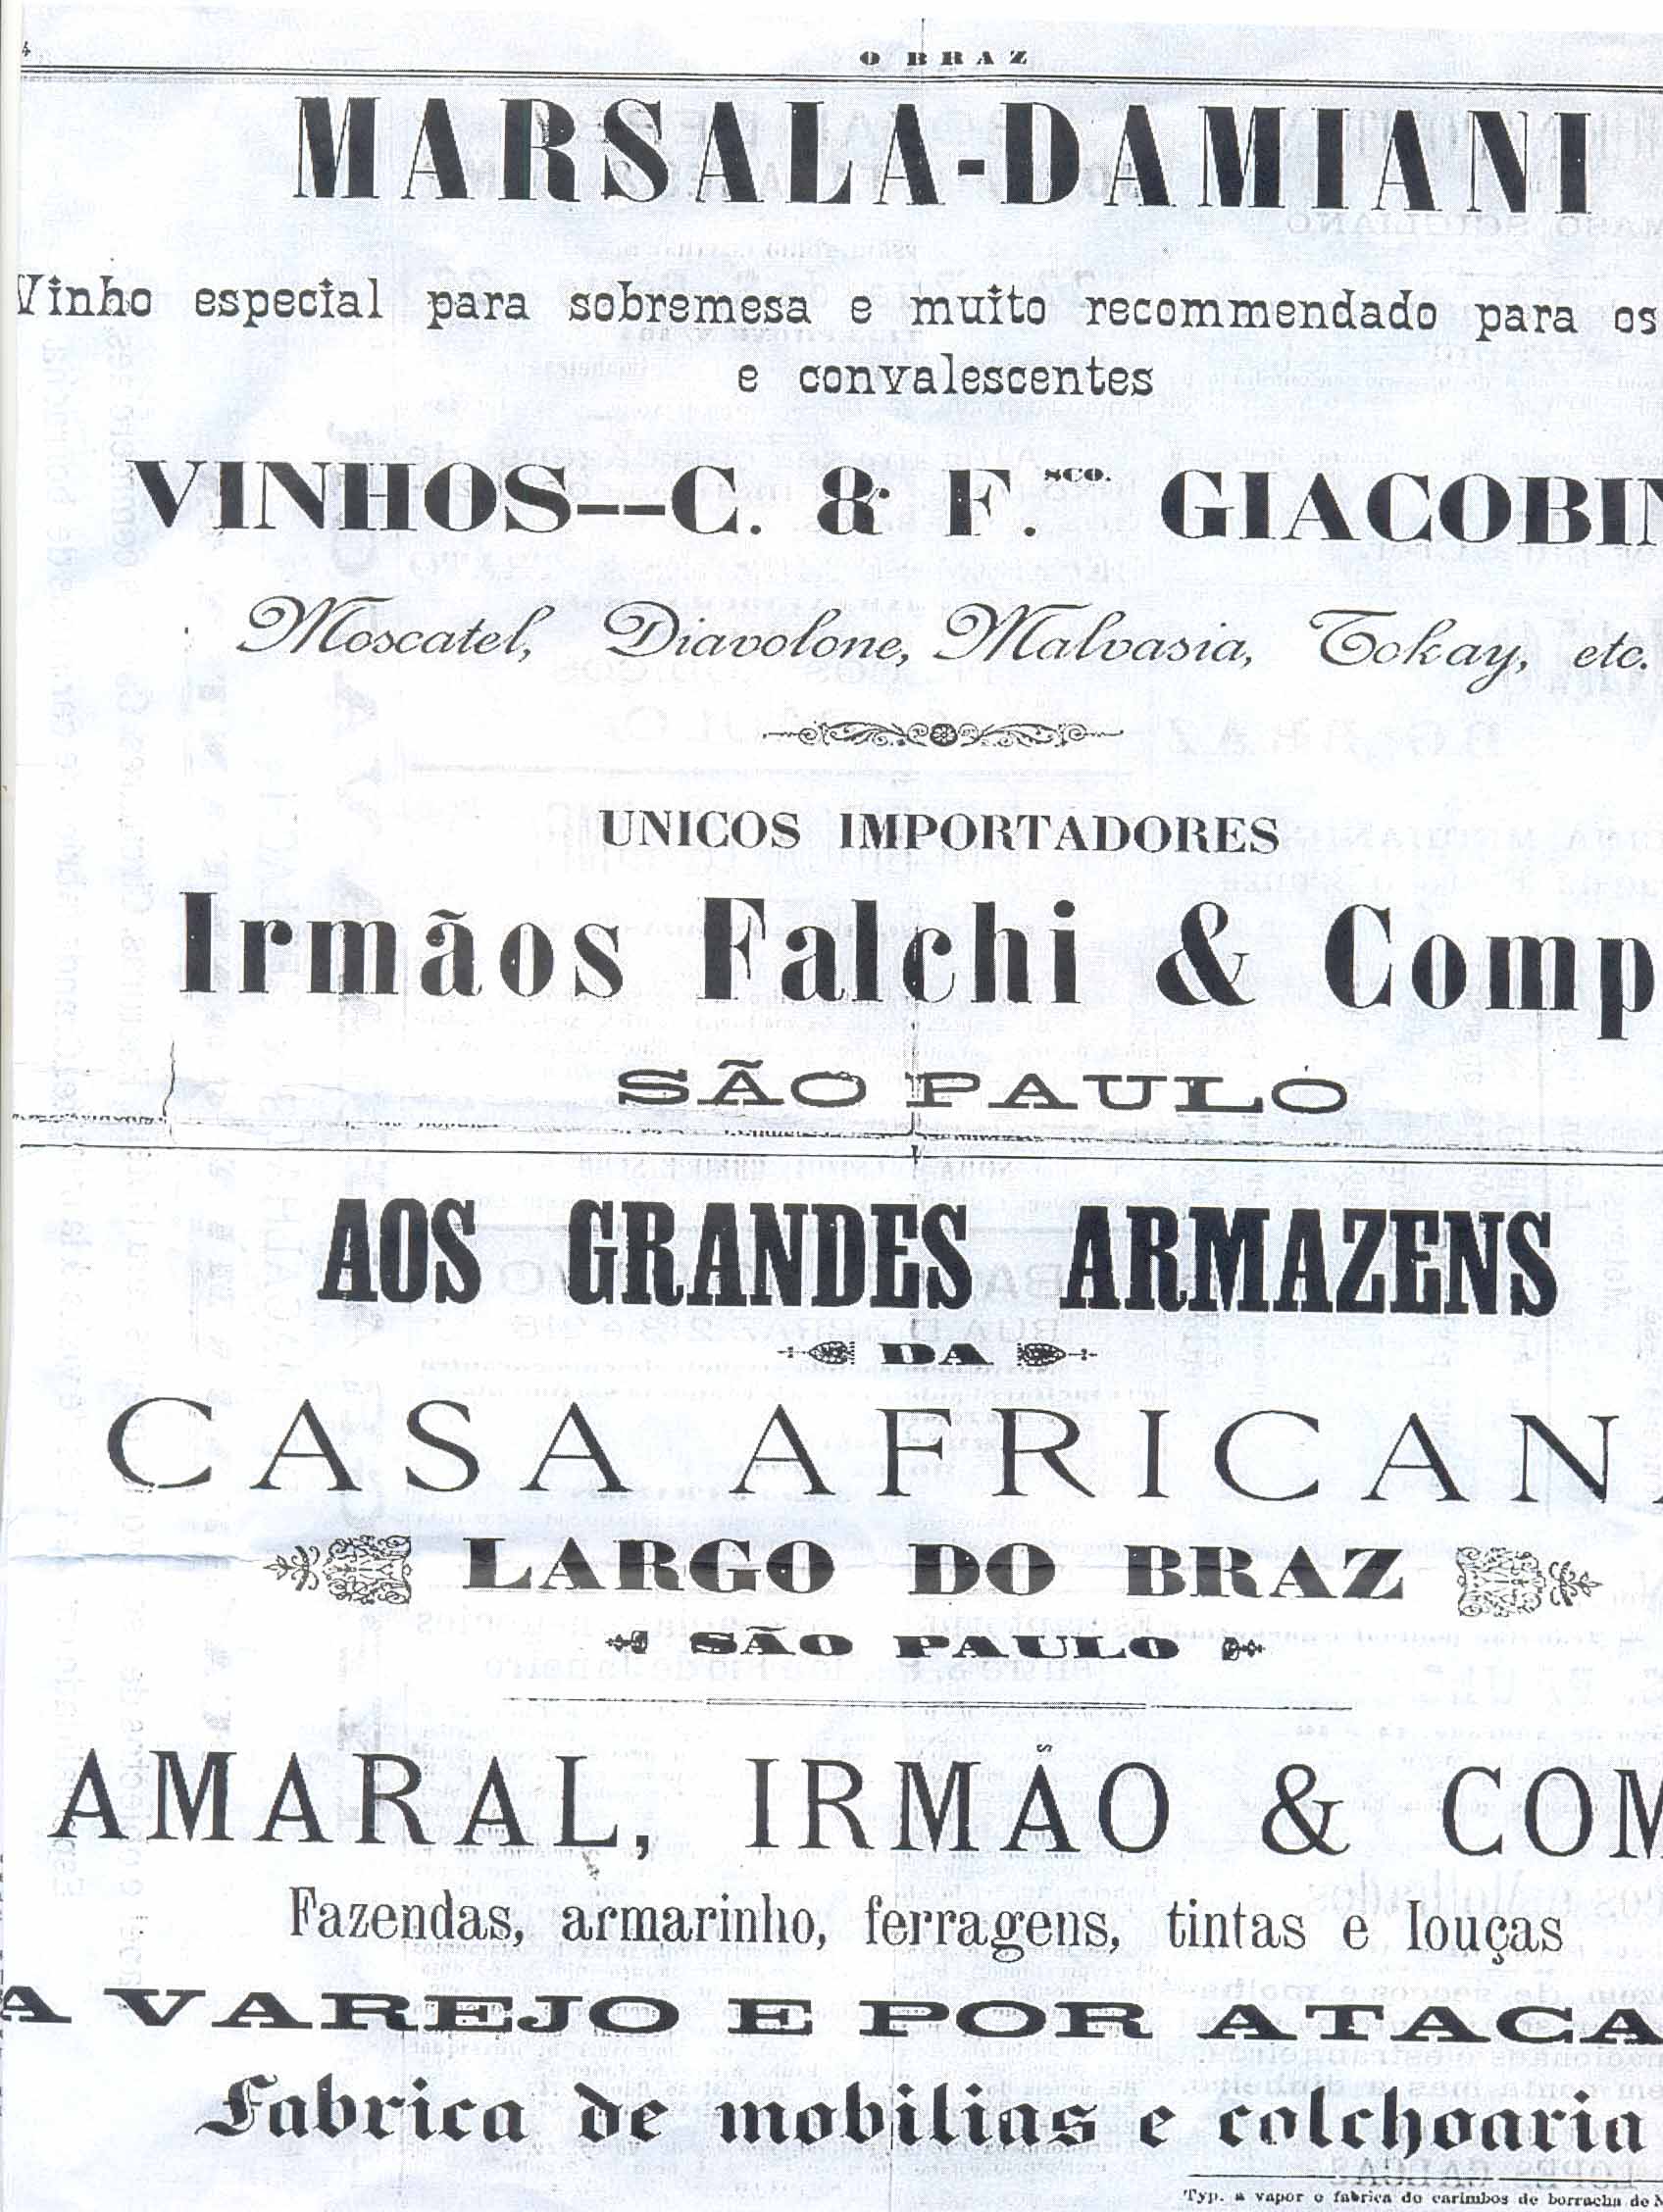 4
O BRAZ
MARSALA-DAMIANI
Vinho especial para sobremesa e muito recommendado para os
e convalescentes
VINHOS--C. & F.sco. GIACOBIN
Moscatel, Diavolone, Malvasia, Tokay, etc.
UNICOS IMPORTADORES
Irmãos Falchi & Comp
SÃO PAULO
AOS GRANDES ARMAZENS
DA
CASA AFRICANA
LARGO DO BRAZ
SÃO PAULO
AMARAL, IRMÃO & COM
Fazendas, armarinho, ferragens, tintas e louças
A VAREJO E POR ATACA
Fabrica de mobilias e colchoaria
Typ. a vapor e fabrica de carimbos de borracha de